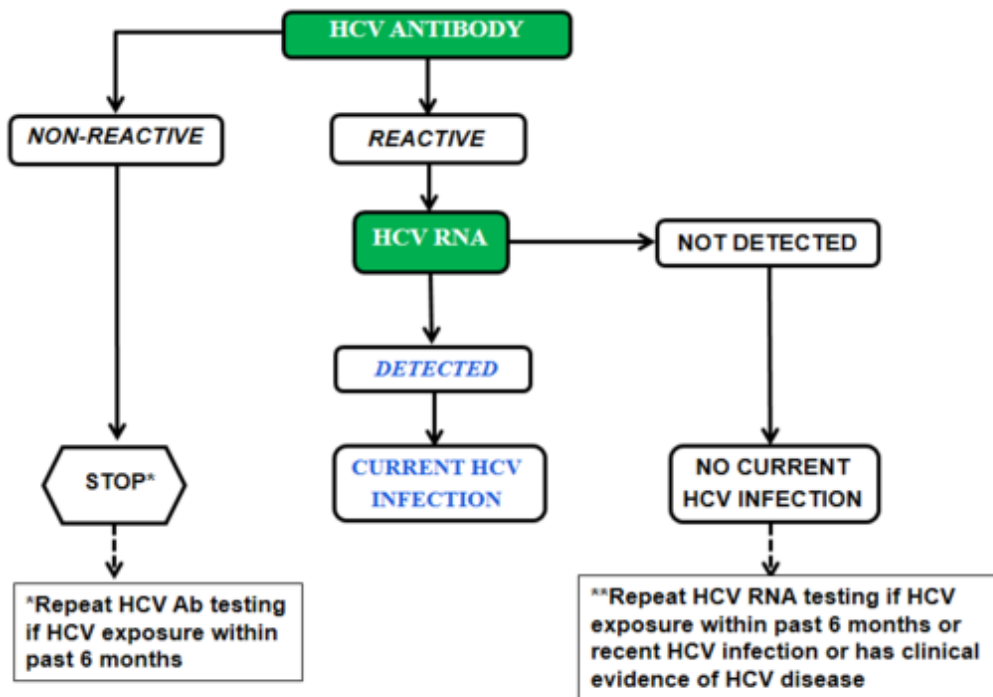 HCV ANTIBODY
NON-REACTIVE
REACTIVE
HCV RNA
NOT DETECTED
DETECTED
STOP*
CURRENT HCV
INFECTION
NO CURRENT
HCV INFECTION
*Repeat HCV Ab testing
if HCV exposure within
past 6 months
**Repeat HCV RNA testing if HCV
exposure within past 6 months or
recent HCV infection or has clinical
evidence of HCV disease